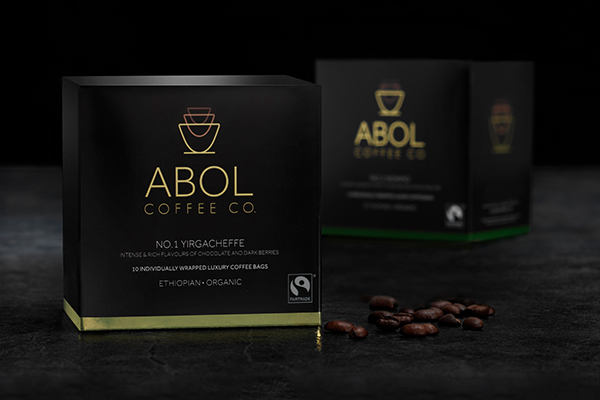 ABOL
COFFEE CO.
NO.1 YIRGACHEFFE
INTENSE & RICH FLAVOURS OF CHOCOLATE AND DARK BERRIES
10 INDIVIDUALLY WRAPPED LUXURY COFFEE BAGS
ETHIOPIAN • ORGANIC
FAIRTRADE
ABOL
COFFEE CO